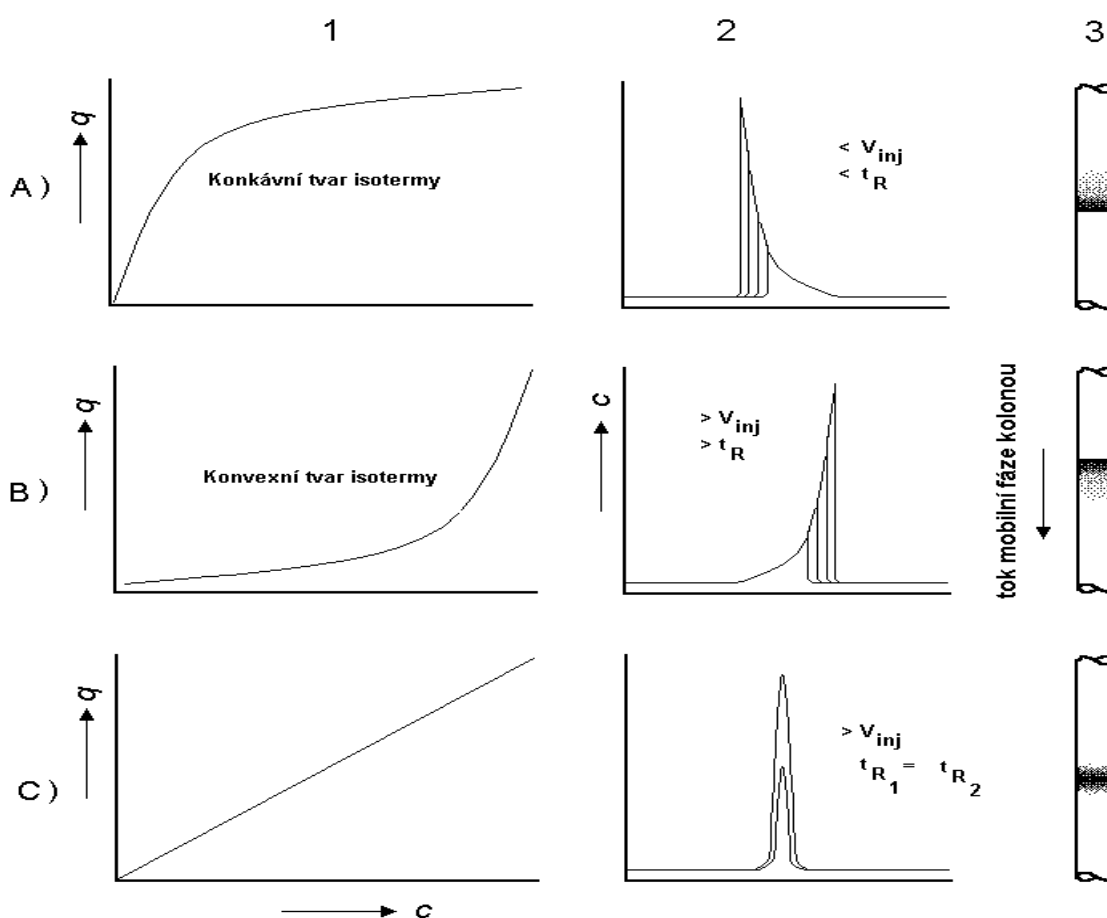 1 2 3
A )
q
Konkávní tvar isotermy
< V inj
< t R
B )
q
Konvexní tvar isotermy
c
> V inj
> t R
tok mobilní fáze kolonou
C )
q
> V inj
t R 1 = t R 2
c